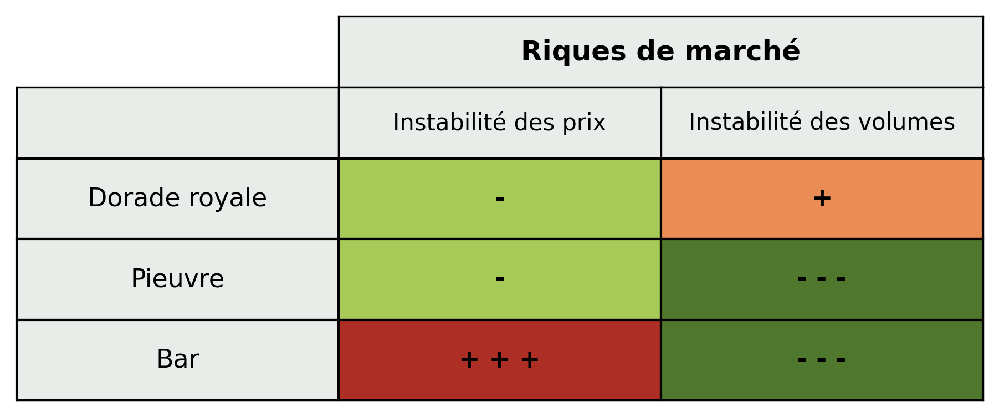 Riques de marché
Instabilité des prix Instabilité des volumes
Dorade royale - +
Pieuvre - - - -
Bar + + + - - -